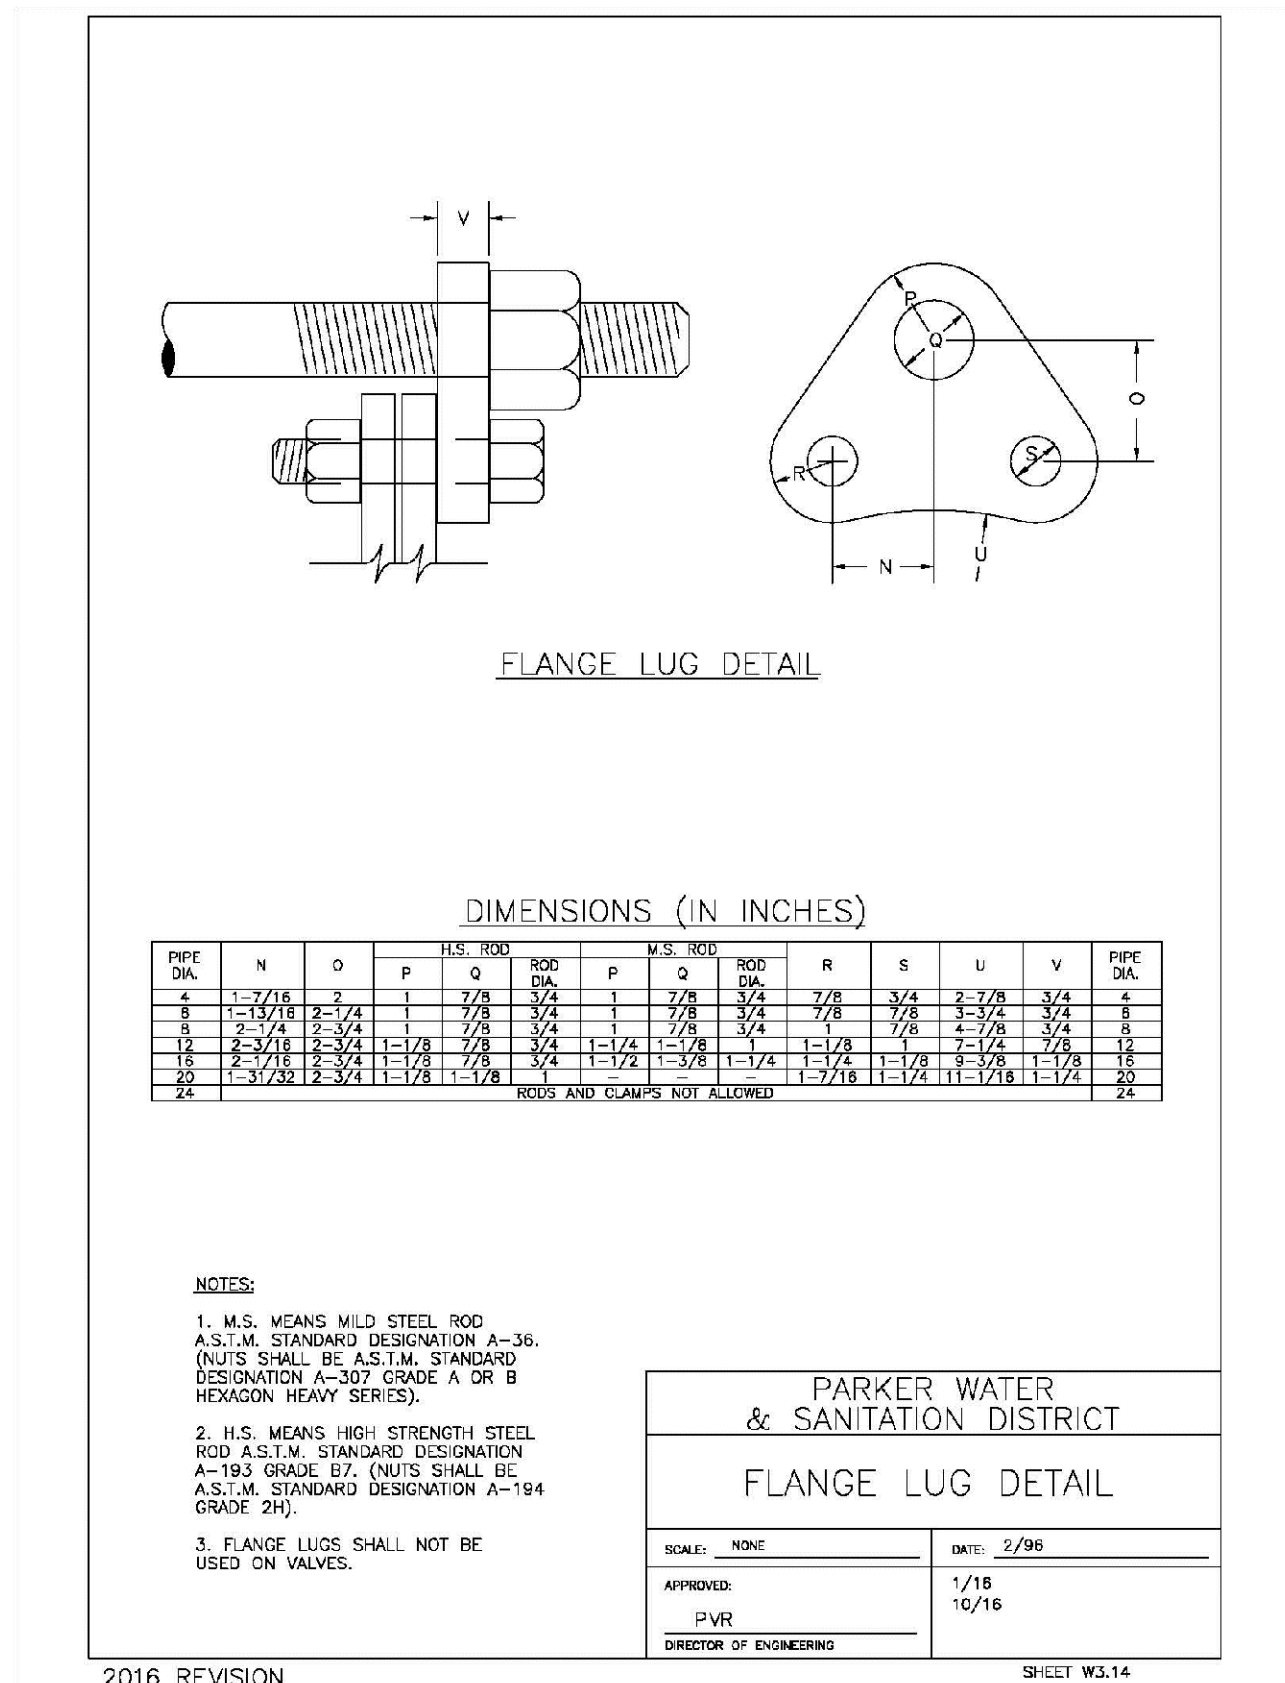 V
P
Q
O
R
S
U
N
FLANGE LUG DETAIL
DIMENSIONS (IN INCHES)
PIPE DIA. N O H.S. ROD M.S. ROD R S U V PIPE DIA.
P Q ROD DIA. P Q ROD DIA.
4 1-7/16 2 1 7/8 3/4 1 7/8 3/4 7/8 3/4 2-7/8 3/4 4
6 1-13/16 2-1/4 1 7/8 3/4 1 7/8 3/4 7/8 7/8 3-3/4 3/4 6
8 2-1/4 2-3/4 1 7/8 3/4 1 7/8 3/4 1 7/8 4-7/8 3/4 8
12 2-3/16 2-3/4 1-1/8 7/8 3/4 1-1/4 1-1/8 1 1-1/8 1 7-1/4 7/8 12
16 2-1/16 2-3/4 1-1/8 7/8 3/4 1-1/2 1-3/8 1-1/4 1-1/4 1-1/8 9-3/8 1-1/8 16
20 1-31/32 2-3/4 1-1/8 1-1/8 1 - - - 1-7/16 1-1/4 11-1/16 1-1/4 20
24 RODS AND CLAMPS NOT ALLOWED 24
NOTES:
1. M.S. MEANS MILD STEEL ROD
A.S.T.M. STANDARD DESIGNATION A-36.
(NUTS SHALL BE A.S.T.M. STANDARD
DESIGNATION A-307 GRADE A OR B
HEXAGON HEAVY SERIES).
2. H.S. MEANS HIGH STRENGTH STEEL
ROD A.S.T.M. STANDARD DESIGNATION
A-193 GRADE B7. (NUTS SHALL BE
A.S.T.M. STANDARD DESIGNATION A-194
GRADE 2H).
3. FLANGE LUGS SHALL NOT BE
USED ON VALVES.
PARKER WATER
& SANITATION DISTRICT
FLANGE LUG DETAIL
SCALE: NONE
DATE: 2/96
APPROVED:
PVR
DIRECTOR OF ENGINEERING
1/16
10/16
2016 REVISION
SHEET W3.14